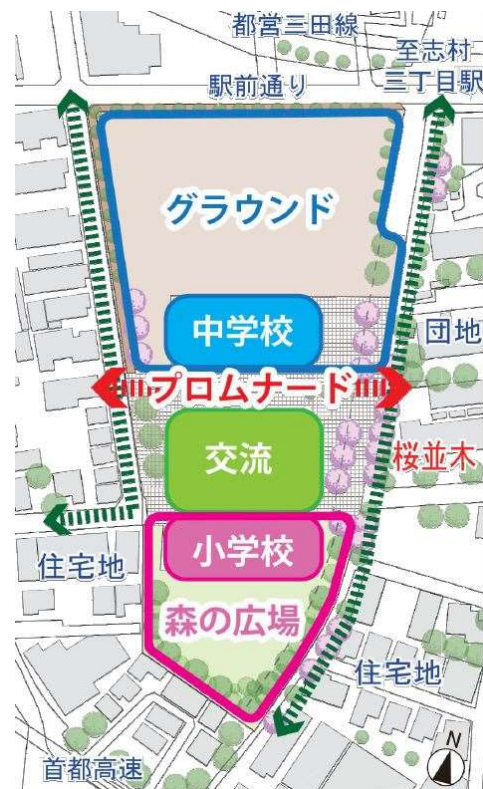 都営三田線
至志村
三丁目駅
駅前通り
グラウンド
中学校
団地
プロムナード
交流
桜並木
小学校
住宅地
森の広場
住宅地
首都高速
N